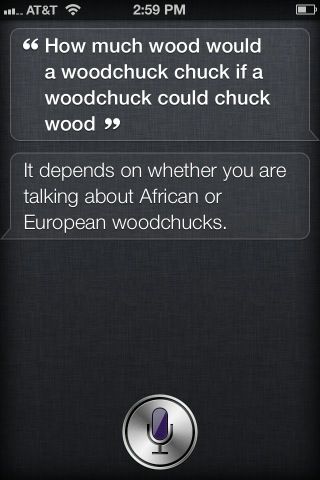 AT&T 2:59 PM
“ How much wood would
a woodchuck chuck if a
woodchuck could chuck
wood ”
It depends on whether you are
talking about African or
European woodchucks.